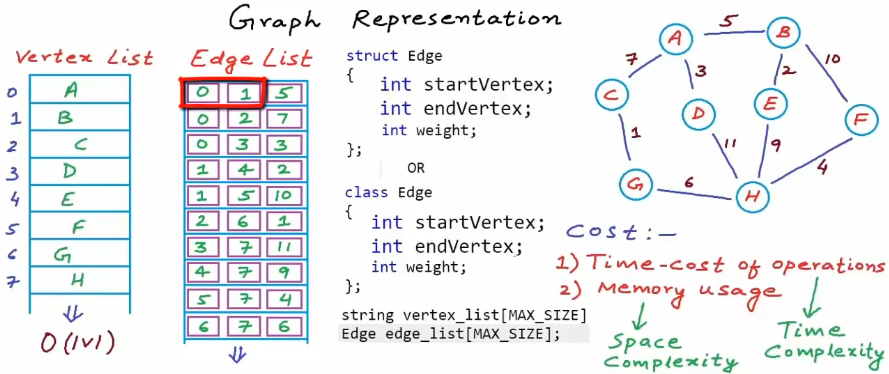 Graph Representation
Vertex List
0 A
1 B
2 C
3 D
4 E
5 F
6 G
7 H
O(|V|)
Edge List
0 1 5
0 2 7
0 3 3
1 4 2
1 5 10
2 6 1
3 7 11
4 7 9
5 7 4
6 7 6
struct Edge
{
int startVertex;
int endVertex;
int weight;
};
OR
class Edge
{
int startVertex;
int endVertex;
int weight;
};
string vertex_list[MAX_SIZE]
Edge edge_list[MAX_SIZE];
5
A B
7 3 2 10
C D E F
1 11 9 4
G 6 H
Cost:-
1) Time-cost of operations
2) Memory usage
Space Complexity
Time Complexity